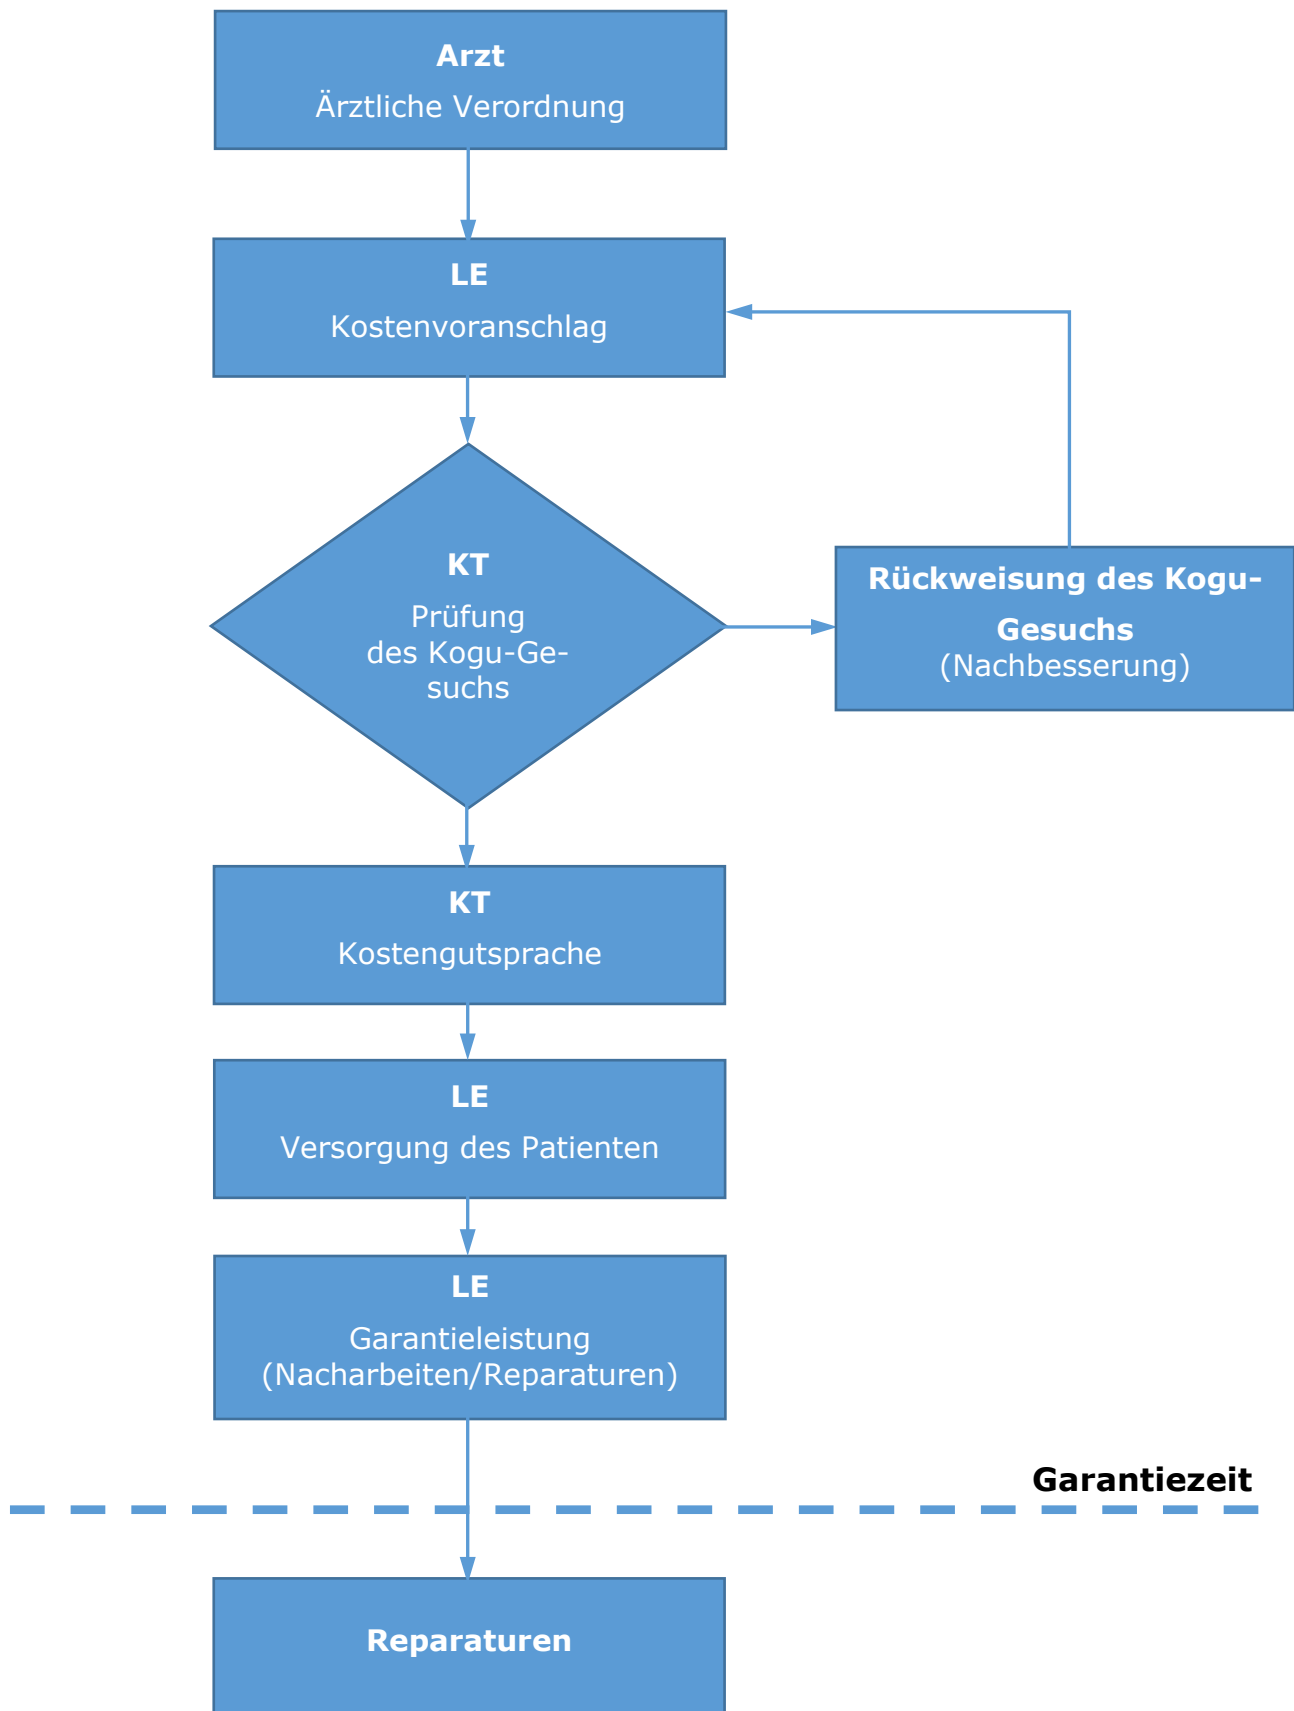 Arzt
Ärztliche Verordnung
LE
Kostenvoranschlag
KT
Prüfung
des Kogu-Ge-
suchs
Rückweisung des Kogu-
Gesuchs
(Nachbesserung)
KT
Kostengutsprache
LE
Versorgung des Patienten
LE
Garantieleistung
(Nacharbeiten/Reparaturen)
Garantiezeit
Reparaturen